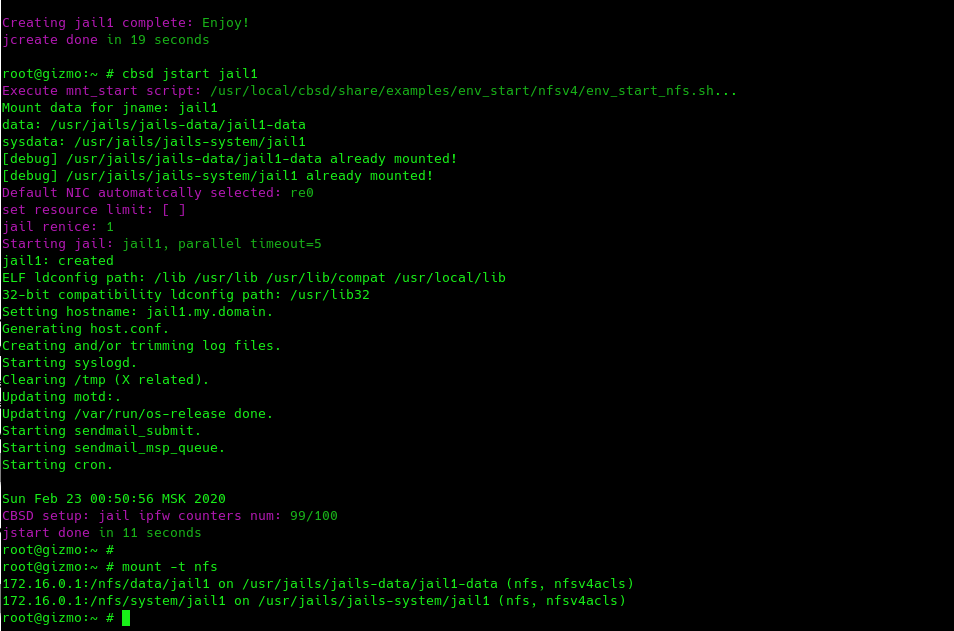 Creating jail1 complete: Enjoy!
jcreate done in 19 seconds
root@gizmo:~ # cbsd jstart jail1
Execute mnt_start script: /usr/local/cbsd/share/examples/env_start/nfsv4/env_start_nfs.sh...
Mount data for jname: jail1
data: /usr/jails/jails-data/jail1-data
sysdata: /usr/jails/jails-system/jail1
[debug] /usr/jails/jails-data/jail1-data already mounted!
[debug] /usr/jails/jails-system/jail1 already mounted!
Default NIC automatically selected: re0
set resource limit: [ ]
jail renice: 1
Starting jail: jail1, parallel timeout=5
jail1: created
ELF ldconfig path: /lib /usr/lib /usr/lib/compat /usr/local/lib
32-bit compatibility ldconfig path: /usr/lib32
Setting hostname: jail1.my.domain.
Generating host.conf.
Creating and/or trimming log files.
Starting syslogd.
Clearing /tmp (X related).
Updating motd:.
Updating /var/run/os-release done.
Starting sendmail_submit.
Starting sendmail_msp_queue.
Starting cron.
Sun Feb 23 00:50:56 MSK 2020
CBSD setup: jail ipfw counters num: 99/100
jstart done in 11 seconds
root@gizmo:~ #
root@gizmo:~ # mount -t nfs
172.16.0.1:/nfs/data/jail1 on /usr/jails/jails-data/jail1-data (nfs, nfsv4acls)
172.16.0.1:/nfs/system/jail1 on /usr/jails/jails-system/jail1 (nfs, nfsv4acls)
root@gizmo:~ #